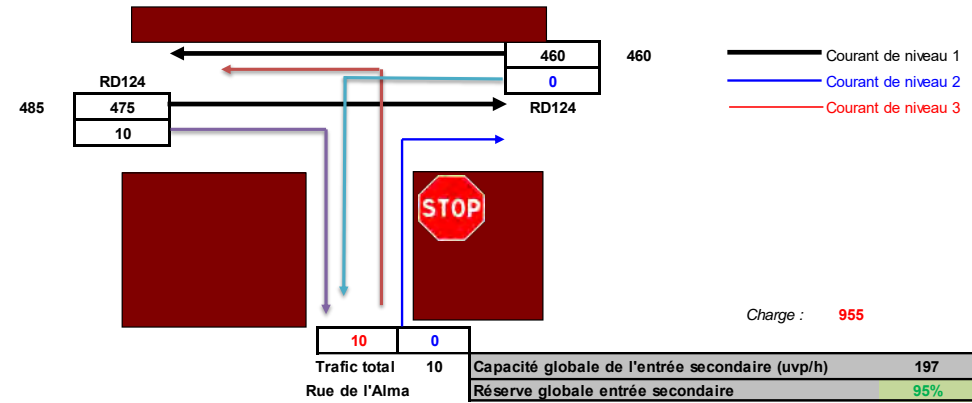 460 460
0
RD124
RD124
485 475
10
Courant de niveau 1
Courant de niveau 2
Courant de niveau 3
STOP
Charge : 955
10 0
Trafic total 10
Rue de l'Alma
Capacité globale de l'entrée secondaire (uvp/h) 197
Réserve globale entrée secondaire 95%